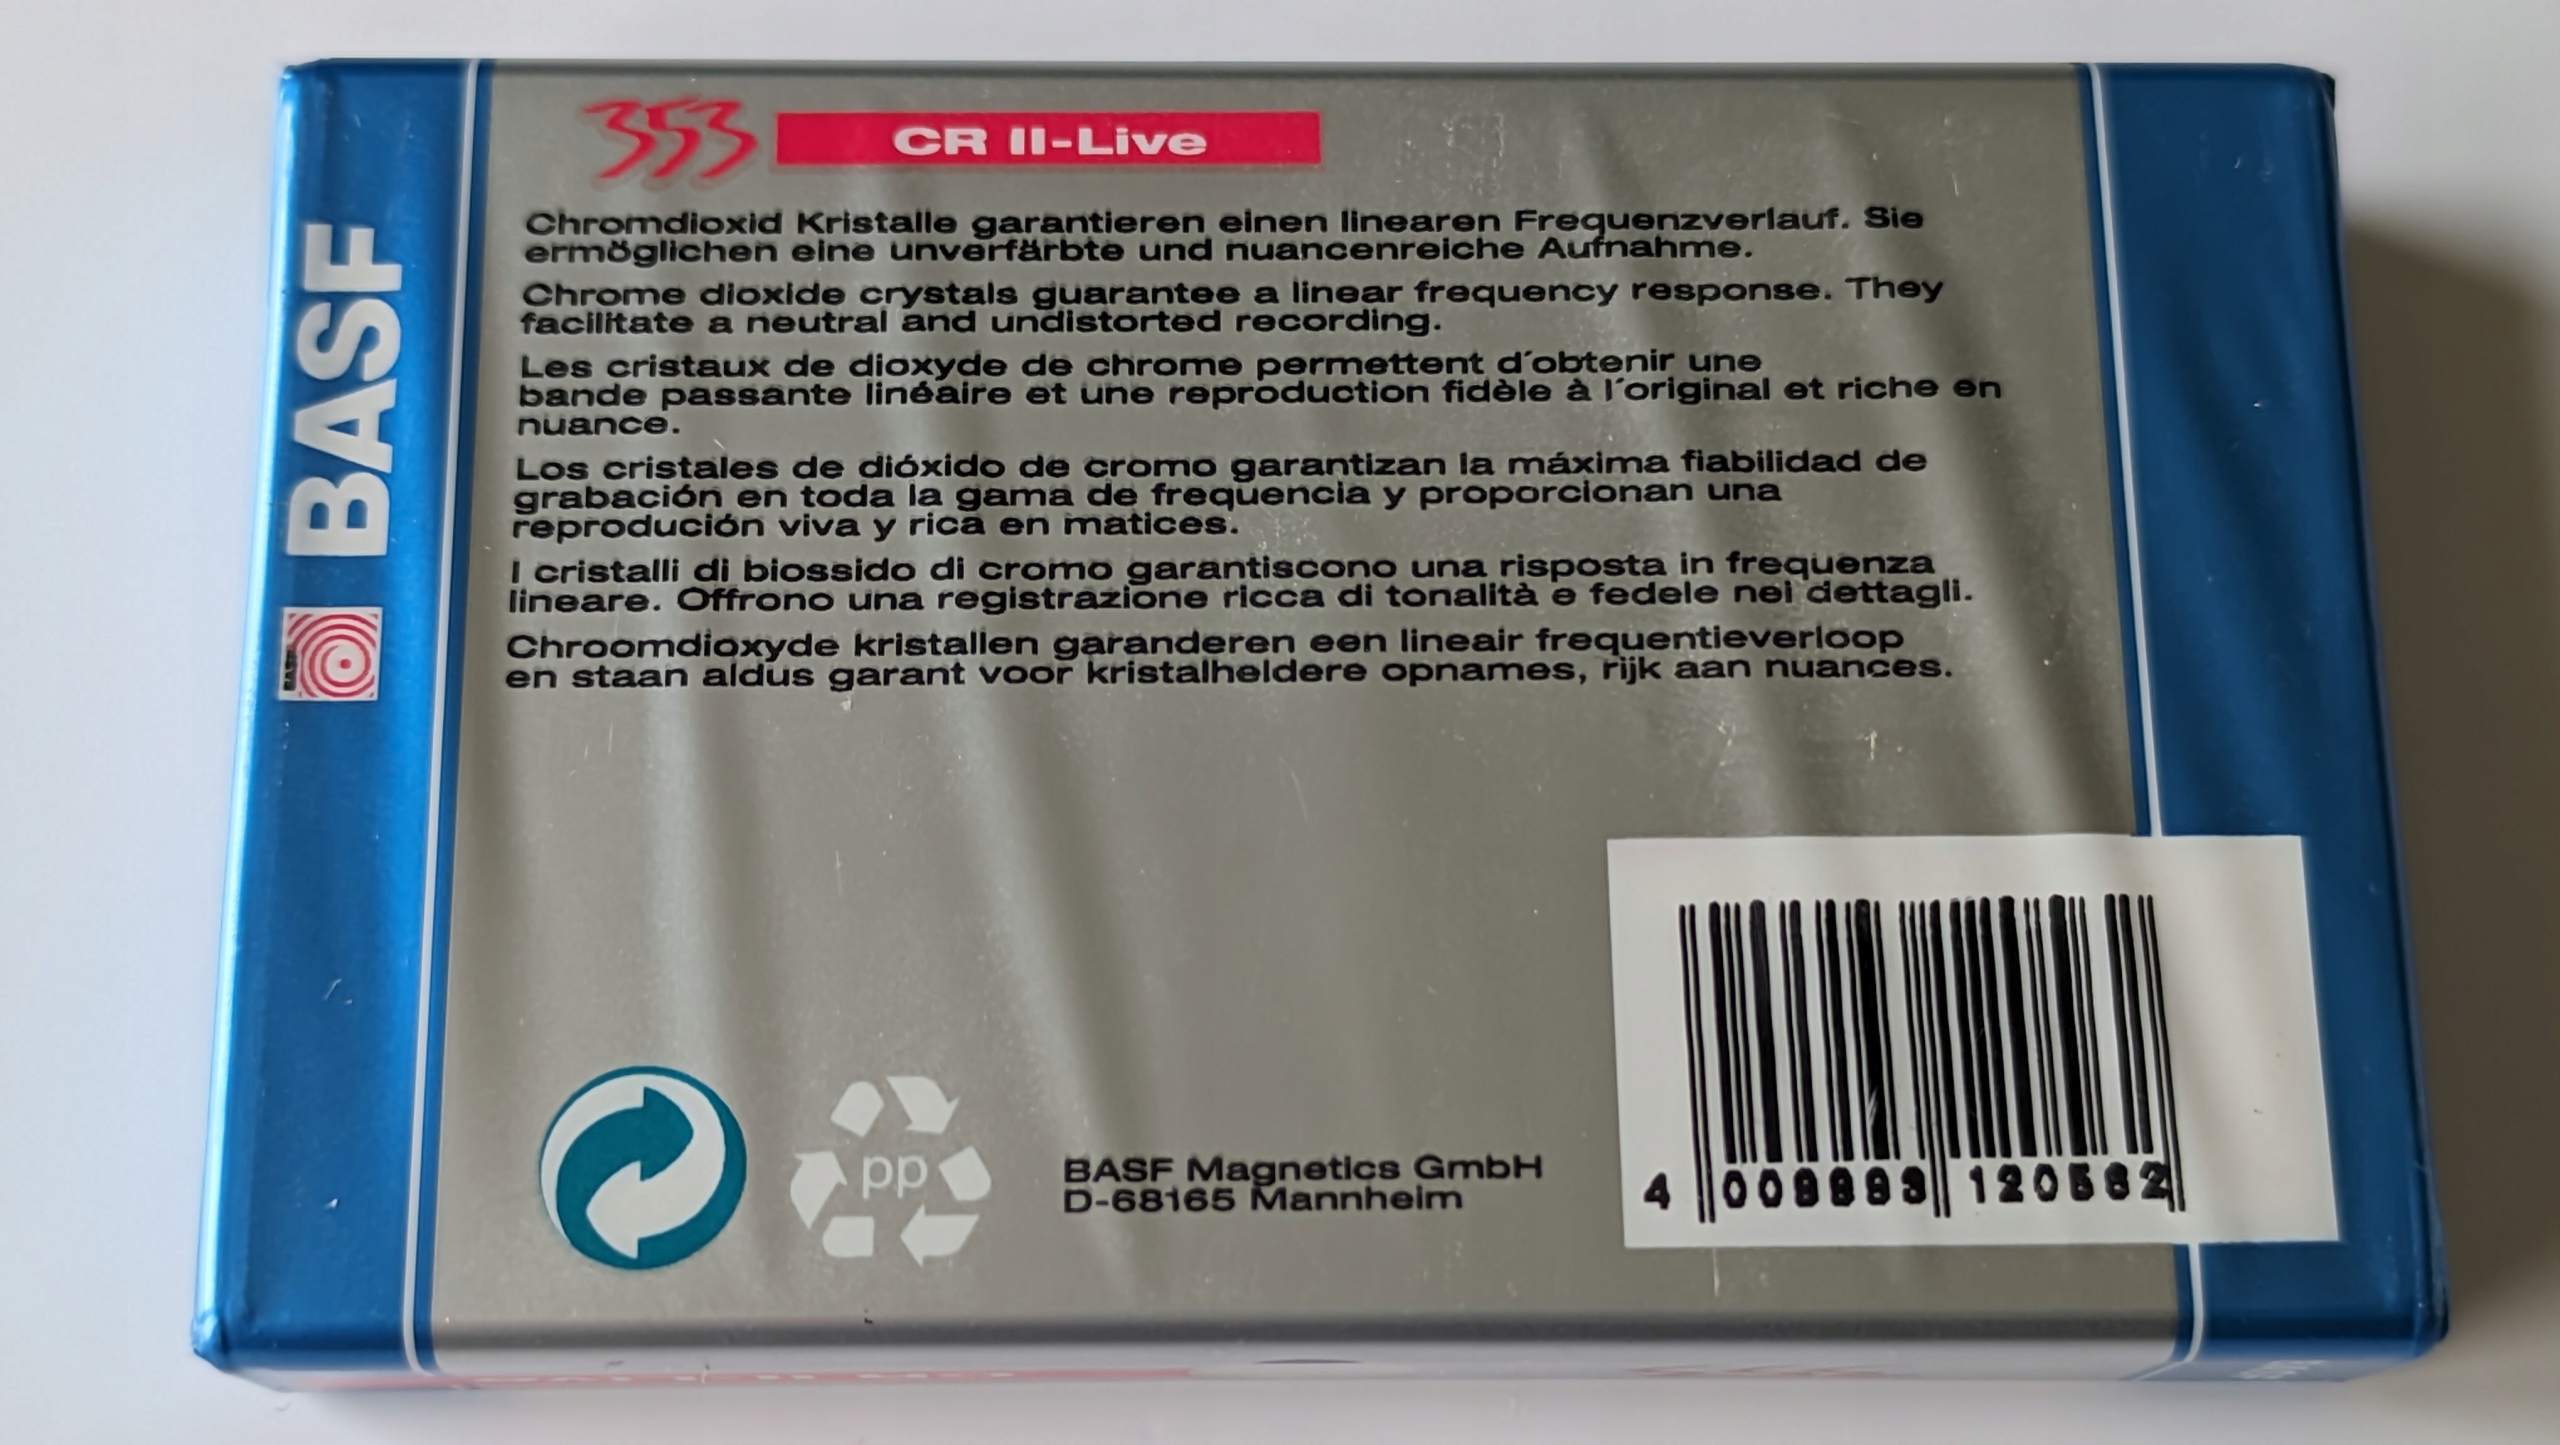 353 CR II-Live
Chromdioxid Kristalle garantieren einen linearen Frequenzverlauf. Sie
ermöglichen eine unverfärbte und nuancenreiche Aufnahme.
Chrome dioxide crystals guarantee a linear frequency response. They
facilitate a neutral and undistorted recording.
Les cristaux de dioxyde de chrome permettent d´obtenir une
bande passante linéaire et une reproduction fidèle à l´original et riche en
nuance.
Los cristales de dióxido de cromo garantizan la máxima fiabilidad de
grabación en toda la gama de frequencia y proporcionan una
reprodución viva y rica en matices.
I cristalli di biossido di cromo garantiscono una risposta in frequenza
lineare. Offrono una registrazione ricca di tonalità e fedele nei dettagli.
Chroomdioxyde kristallen garanderen een lineair frequentieverloop
en staan aldus garant voor kristalheldere opnames, rijk aan nuances.
BASF
BASF
pp
BASF Magnetics GmbH
D-68165 Mannheim
4